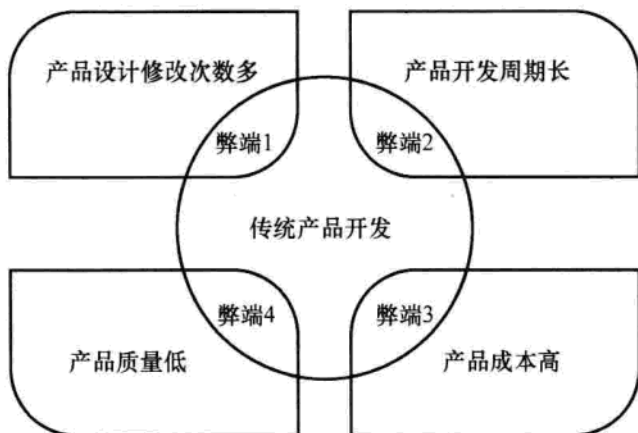 产品设计修改次数多
产品开发周期长
弊端1
弊端2
传统产品开发
弊端4
弊端3
产品质量低
产品成本高